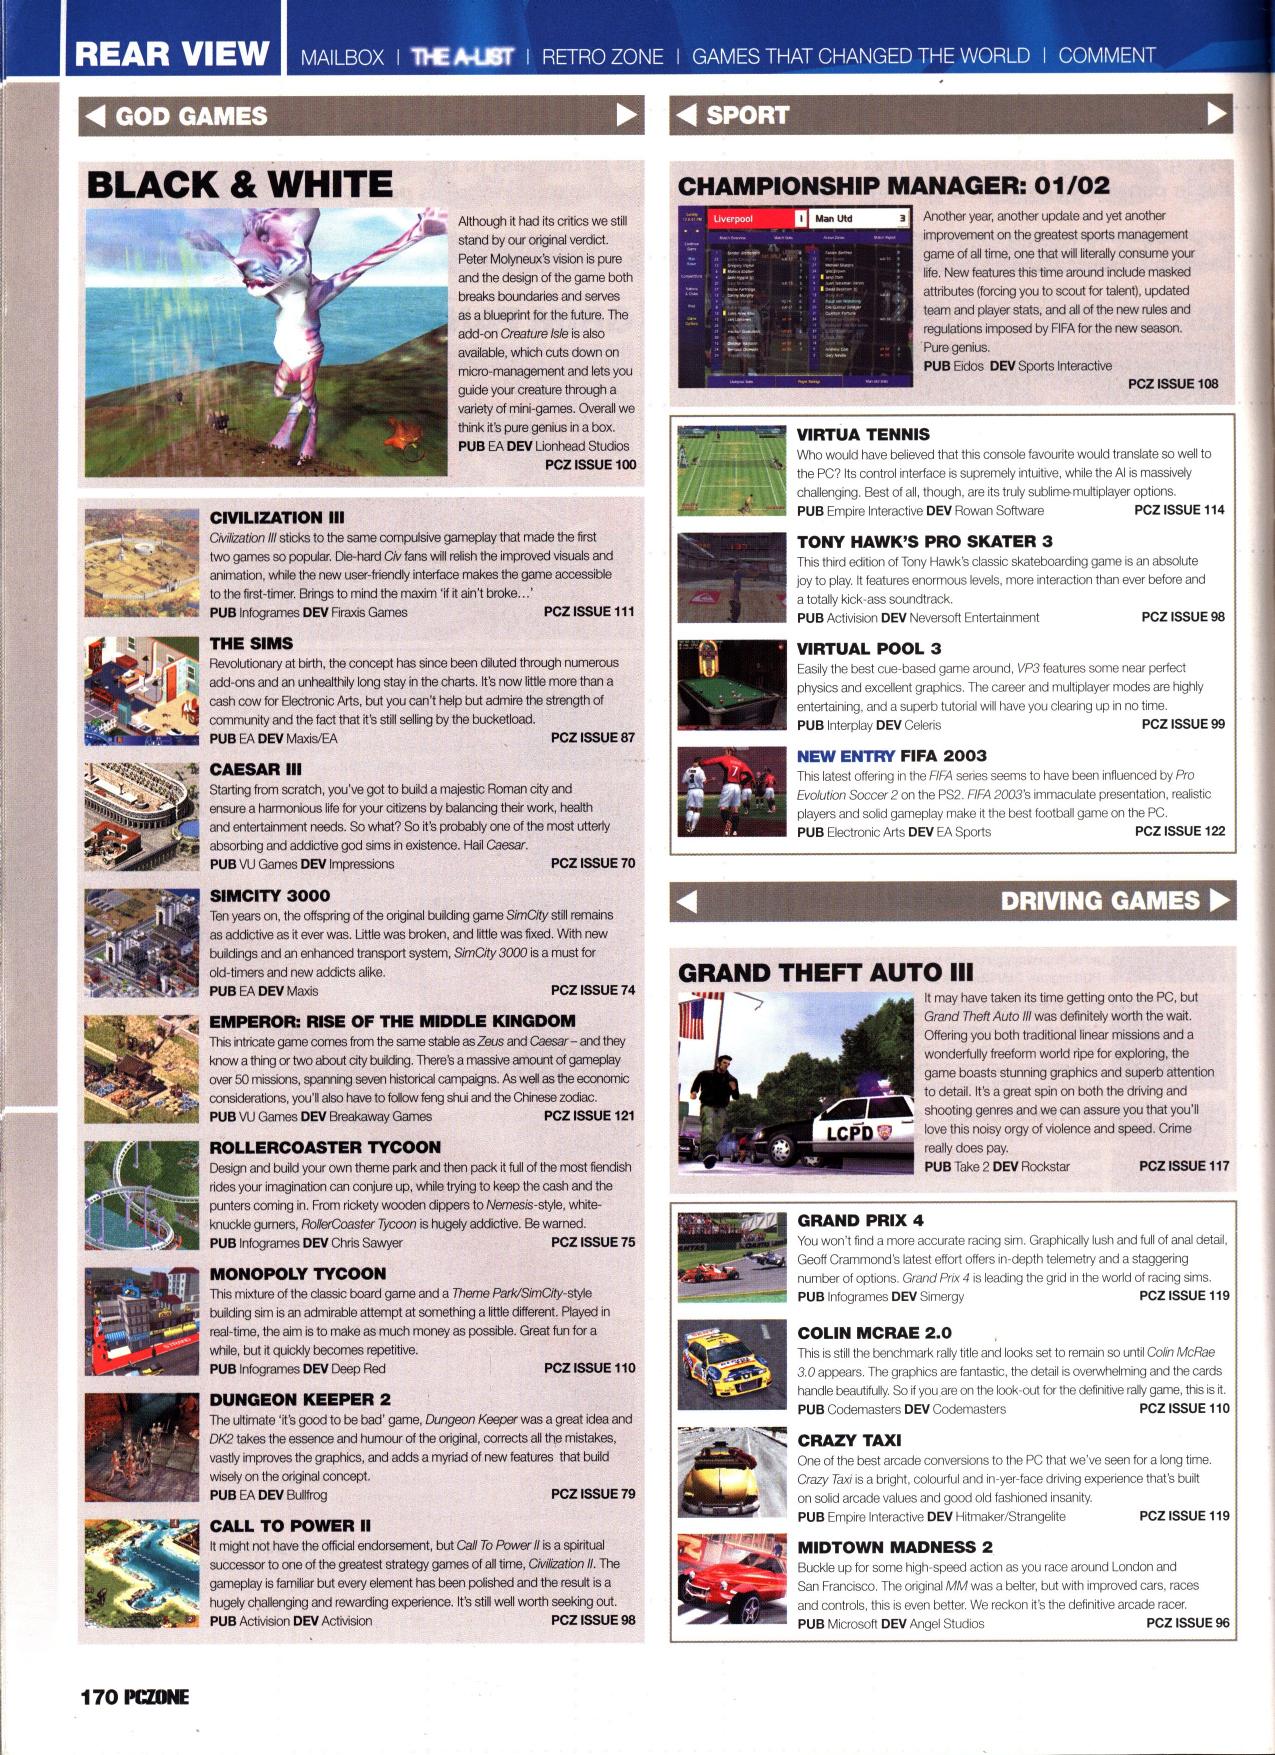 REAR VIEW
MAILBOX | THE A-LIST | RETRO ZONE | GAMES THAT CHANGED THE WORLD | COMMENT
GOD GAMES
BLACK & WHITE
Although it had its critics we still
stand by our original verdict.
Peter Molyneux's vision is pure
and the design of the game both
breaks boundaries and serves
as a blueprint for the future. The
add-on Creature Isle is also
available, which cuts down on
micro-management and lets you
guide your creature through a
variety of mini-games. Overall we
think it's pure genius in a box.
PUB EA DEV Lionhead Studios
PCZ ISSUE 100
CIVILIZATION III
Civilization III sticks to the same compulsive gameplay that made the first
two games so popular. Die-hard Civ fans will relish the improved visuals and
animation, while the new user-friendly interface makes the game accessible
to the first-timer. Brings to mind the maxim 'if it ain't broke...'
PUB Infogrames DEV Firaxis Games PCZ ISSUE 111
THE SIMS
Revolutionary at birth, the concept has since been diluted through numerous
add-ons and an unhealthily long stay in the charts. It's now little more than a
cash cow for Electronic Arts, but you can't help but admire the strength of
community and the fact that it's still selling by the bucketload.
PUB EA DEV Maxis/EA PCZ ISSUE 87
CAESAR III
Starting from scratch, you've got to build a majestic Roman city and
ensure a harmonious life for your citizens by balancing their work, health
and entertainment needs. So what? So it's probably one of the most utterly
absorbing and addictive god sims in existence. Hail Caesar.
PUB VU Games DEV Impressions PCZ ISSUE 70
SIMCITY 3000
Ten years on, the offspring of the original building game SimCity still remains
as addictive as it ever was. Little was broken, and little was fixed. With new
buildings and an enhanced transport system, SimCity 3000 is a must for
old-timers and new addicts alike.
PUB EA DEV Maxis PCZ ISSUE 74
EMPEROR: RISE OF THE MIDDLE KINGDOM
This intricate game comes from the same stable as Zeus and Caesar – and they
know a thing or two about city building. There's a massive amount of gameplay
over 50 missions, spanning seven historical campaigns. As well as the economic
considerations, you'll also have to follow feng shui and the Chinese zodiac.
PUB VU Games DEV Breakaway Games PCZ ISSUE 121
ROLLERCOASTER TYCOON
Design and build your own theme park and then pack it full of the most fiendish
rides your imagination can conjure up, while trying to keep the cash and the
punters coming in. From rickety wooden dippers to Nemesis-style, white-
knuckle gurners, RollerCoaster Tycoon is hugely addictive. Be warned.
PUB Infogrames DEV Chris Sawyer PCZ ISSUE 75
MONOPOLY TYCOON
This mixture of the classic board game and a Theme Park/SimCity-style
building sim is an admirable attempt at something a little different. Played in
real-time, the aim is to make as much money as possible. Great fun for a
while, but it quickly becomes repetitive.
PUB Infogrames DEV Deep Red PCZ ISSUE 110
DUNGEON KEEPER 2
The ultimate 'it's good to be bad' game, Dungeon Keeper was a great idea and
DK2 takes the essence and humour of the original, corrects all the mistakes,
vastly improves the graphics, and adds a myriad of new features that build
wisely on the original concept.
PUB EA DEV Bullfrog PCZ ISSUE 79
CALL TO POWER II
It might not have the official endorsement, but Call To Power II is a spiritual
successor to one of the greatest strategy games of all time, Civilization II. The
gameplay is familiar but every element has been polished and the result is a
hugely challenging and rewarding experience. It's still well worth seeking out.
PUB Activision DEV Activision PCZ ISSUE 98
SPORT
CHAMPIONSHIP MANAGER: 01/02
Liverpool 1 Man Utd 3
Another year, another update and yet another
improvement on the greatest sports management
game of all time, one that will literally consume your
life. New features this time around include masked
attributes (forcing you to scout for talent), updated
team and player stats, and all of the new rules and
regulations imposed by FIFA for the new season.
Pure genius.
PUB Eidos DEV Sports Interactive
PCZ ISSUE 108
VIRTUA TENNIS
Who would have believed that this console favourite would translate so well to
the PC? Its control interface is supremely intuitive, while the AI is massively
challenging. Best of all, though, are its truly sublime multiplayer options.
PUB Empire Interactive DEV Rowan Software PCZ ISSUE 114
TONY HAWK'S PRO SKATER 3
This third edition of Tony Hawk's classic skateboarding game is an absolute
joy to play. It features enormous levels, more interaction than ever before and
a totally kick-ass soundtrack.
PUB Activision DEV Neversoft Entertainment PCZ ISSUE 98
VIRTUAL POOL 3
Easily the best cue-based game around, VP3 features some near perfect
physics and excellent graphics. The career and multiplayer modes are highly
entertaining, and a superb tutorial will have you clearing up in no time.
PUB Interplay DEV Celeris PCZ ISSUE 99
NEW ENTRY FIFA 2003
This latest offering in the FIFA series seems to have been influenced by Pro
Evolution Soccer 2 on the PS2. FIFA 2003's immaculate presentation, realistic
players and solid gameplay make it the best football game on the PC.
PUB Electronic Arts DEV EA Sports PCZ ISSUE 122
DRIVING GAMES
GRAND THEFT AUTO III
LCPD
It may have taken its time getting onto the PC, but
Grand Theft Auto III was definitely worth the wait.
Offering you both traditional linear missions and a
wonderfully freeform world ripe for exploring, the
game boasts stunning graphics and superb attention
to detail. It's a great spin on both the driving and
shooting genres and we can assure you that you'll
love this noisy orgy of violence and speed. Crime
really does pay.
PUB Take 2 DEV Rockstar PCZ ISSUE 117
GRAND PRIX 4
You won't find a more accurate racing sim. Graphically lush and full of anal detail,
Geoff Crammond's latest effort offers in-depth telemetry and a staggering
number of options. Grand Prix 4 is leading the grid in the world of racing sims.
PUB Infogrames DEV Simergy PCZ ISSUE 119
COLIN MCRAE 2.0
This is still the benchmark rally title and looks set to remain so until Colin McRae
3.0 appears. The graphics are fantastic, the detail is overwhelming and the cards
handle beautifully. So if you are on the look-out for the definitive rally game, this is it.
PUB Codemasters DEV Codemasters PCZ ISSUE 110
CRAZY TAXI
One of the best arcade conversions to the PC that we've seen for a long time.
Crazy Taxi is a bright, colourful and in-yer-face driving experience that's built
on solid arcade values and good old fashioned insanity.
PUB Empire Interactive DEV Hitmaker/Strangelite PCZ ISSUE 119
MIDTOWN MADNESS 2
Buckle up for some high-speed action as you race around London and
San Francisco. The original MM was a belter, but with improved cars, races
and controls, this is even better. We reckon it's the definitive arcade racer.
PUB Microsoft DEV Angel Studios PCZ ISSUE 96
170 PCZONE